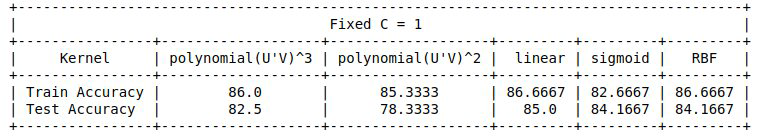 +-----------------------------------------------------------------------------------------+
| Fixed C = 1 |
+----------------+-------------------+-------------------+---------+---------+---------+
| Kernel | polynomial(U'V)^3 | polynomial(U'V)^2 | linear | sigmoid | RBF |
+----------------+-------------------+-------------------+---------+---------+---------+
| Train Accuracy | 86.0 | 85.3333 | 86.6667 | 82.6667 | 86.6667 |
| Test Accuracy | 82.5 | 78.3333 | 85.0 | 84.1667 | 84.1667 |
+----------------+-------------------+-------------------+---------+---------+---------+